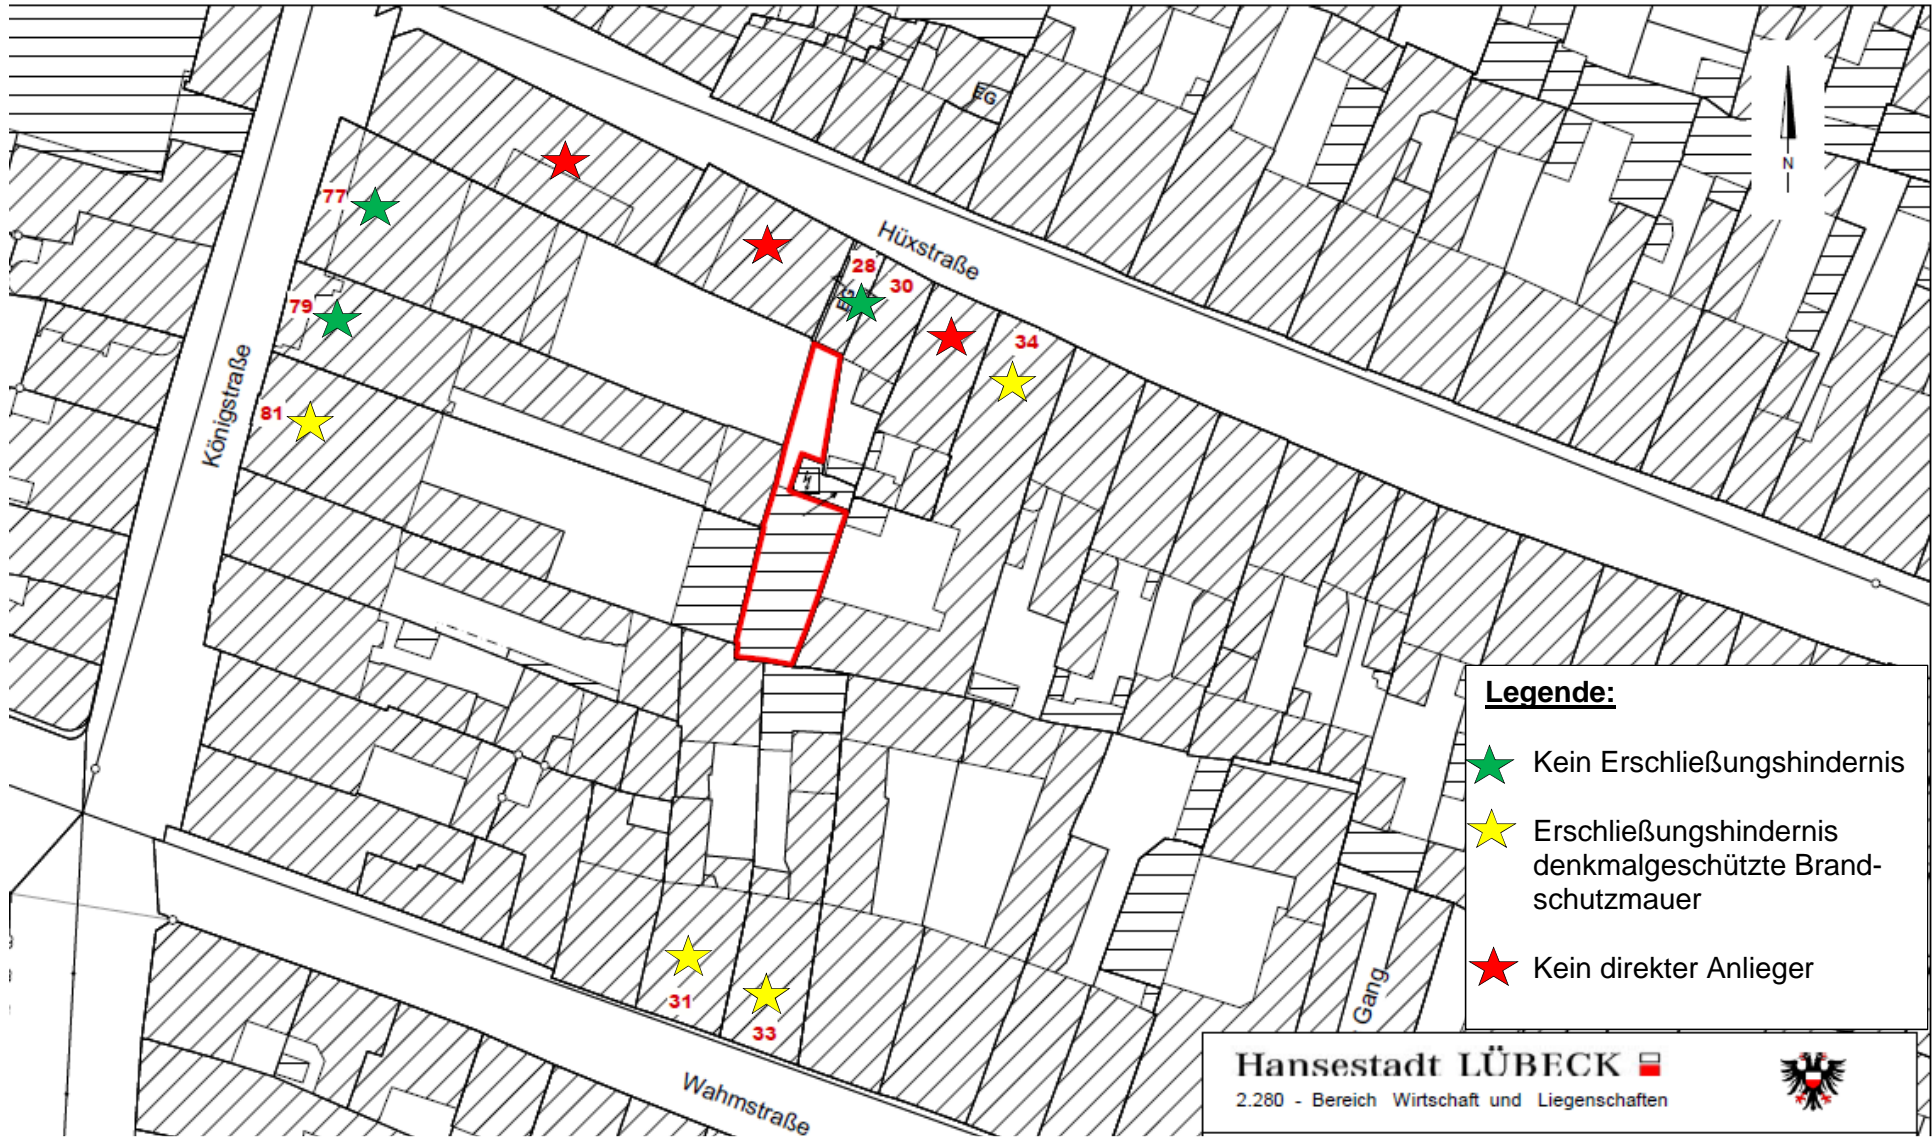 EG
N
77
Hüxstraße
28
30
EG
79
34
Königstraße
81
Legende:
Kein Erschließungshindernis
Erschließungshindernis
denkmalgeschützte Brand-
schutzmauer
Kein direkter Anlieger
31
33
Gang
Wahmstraße
Hansestadt LÜBECK
2.280 - Bereich Wirtschaft und Liegenschaften